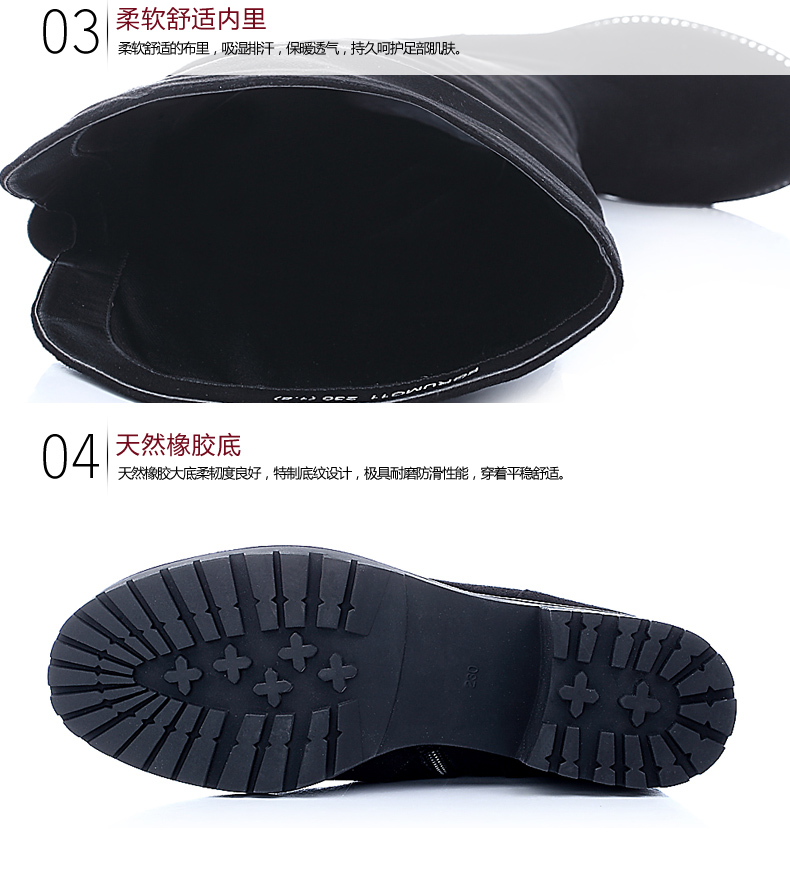 03
柔软舒适内里
柔软舒适的布里，吸湿排汗，保暖透气，持久呵护足部肌肤。
230 (1.5)
04
天然橡胶底
天然橡胶大底柔韧度良好，特制底纹设计，极具耐磨防滑性能，穿着平稳舒适。
230